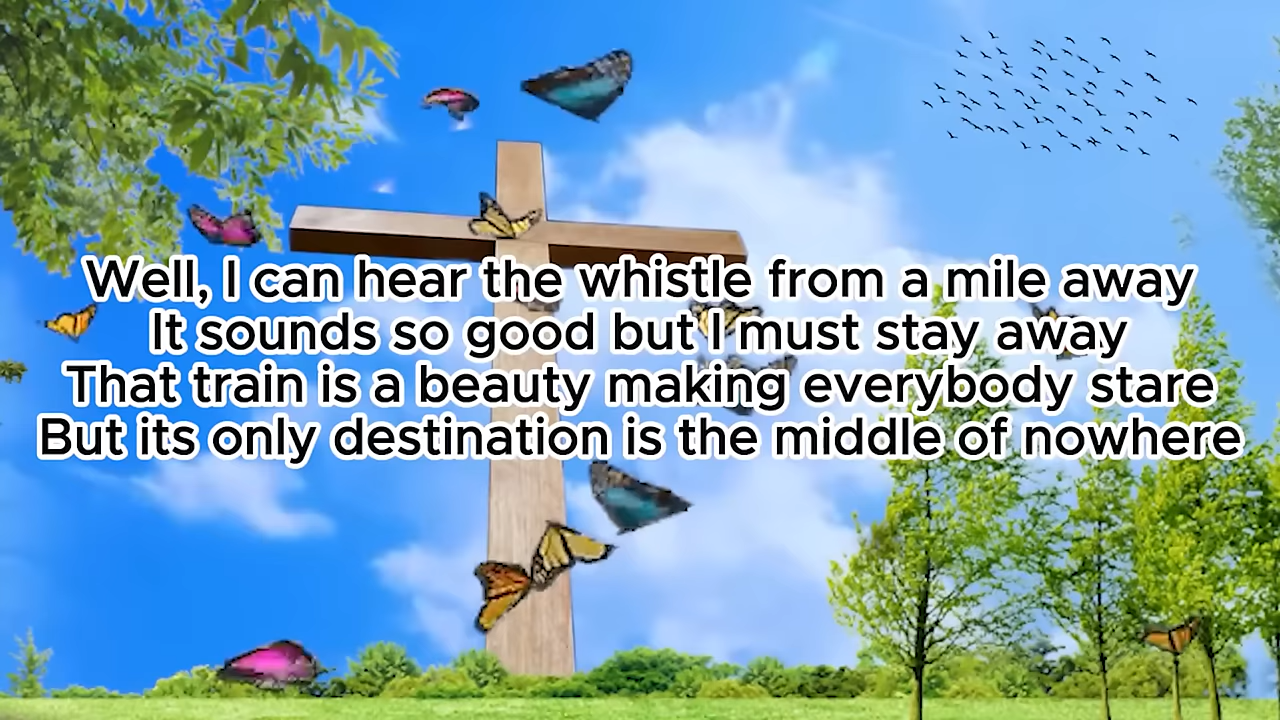 Well, I can hear the whistle from a mile away
It sounds so good but I must stay away
That train is a beauty making everybody stare
But its only destination is the middle of nowhere